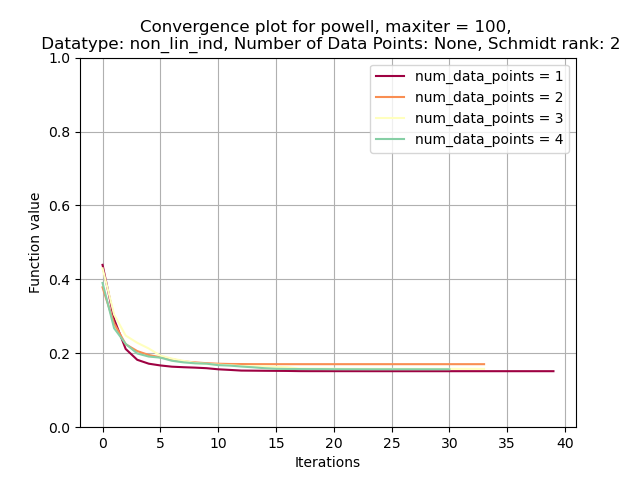 Convergence plot for powell, maxiter = 100,
Datatype: non_lin_ind, Number of Data Points: None, Schmidt rank: 2
1.0
0.8
0.6
0.4
0.2
0.0
Function value
num_data_points = 1
num_data_points = 2
num_data_points = 3
num_data_points = 4
0 5 10 15 20 25 30 35 40
Iterations